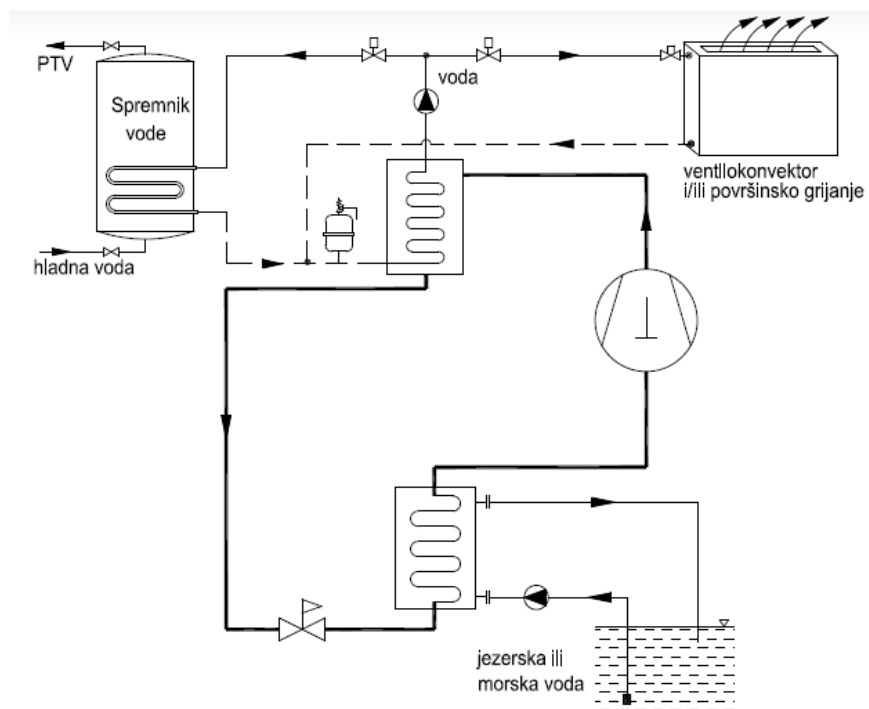 PTV
Spremnik
vode
hladna voda
voda
ventilokonvektor
i/ili površinsko grijanje
jezerska ili
morska voda